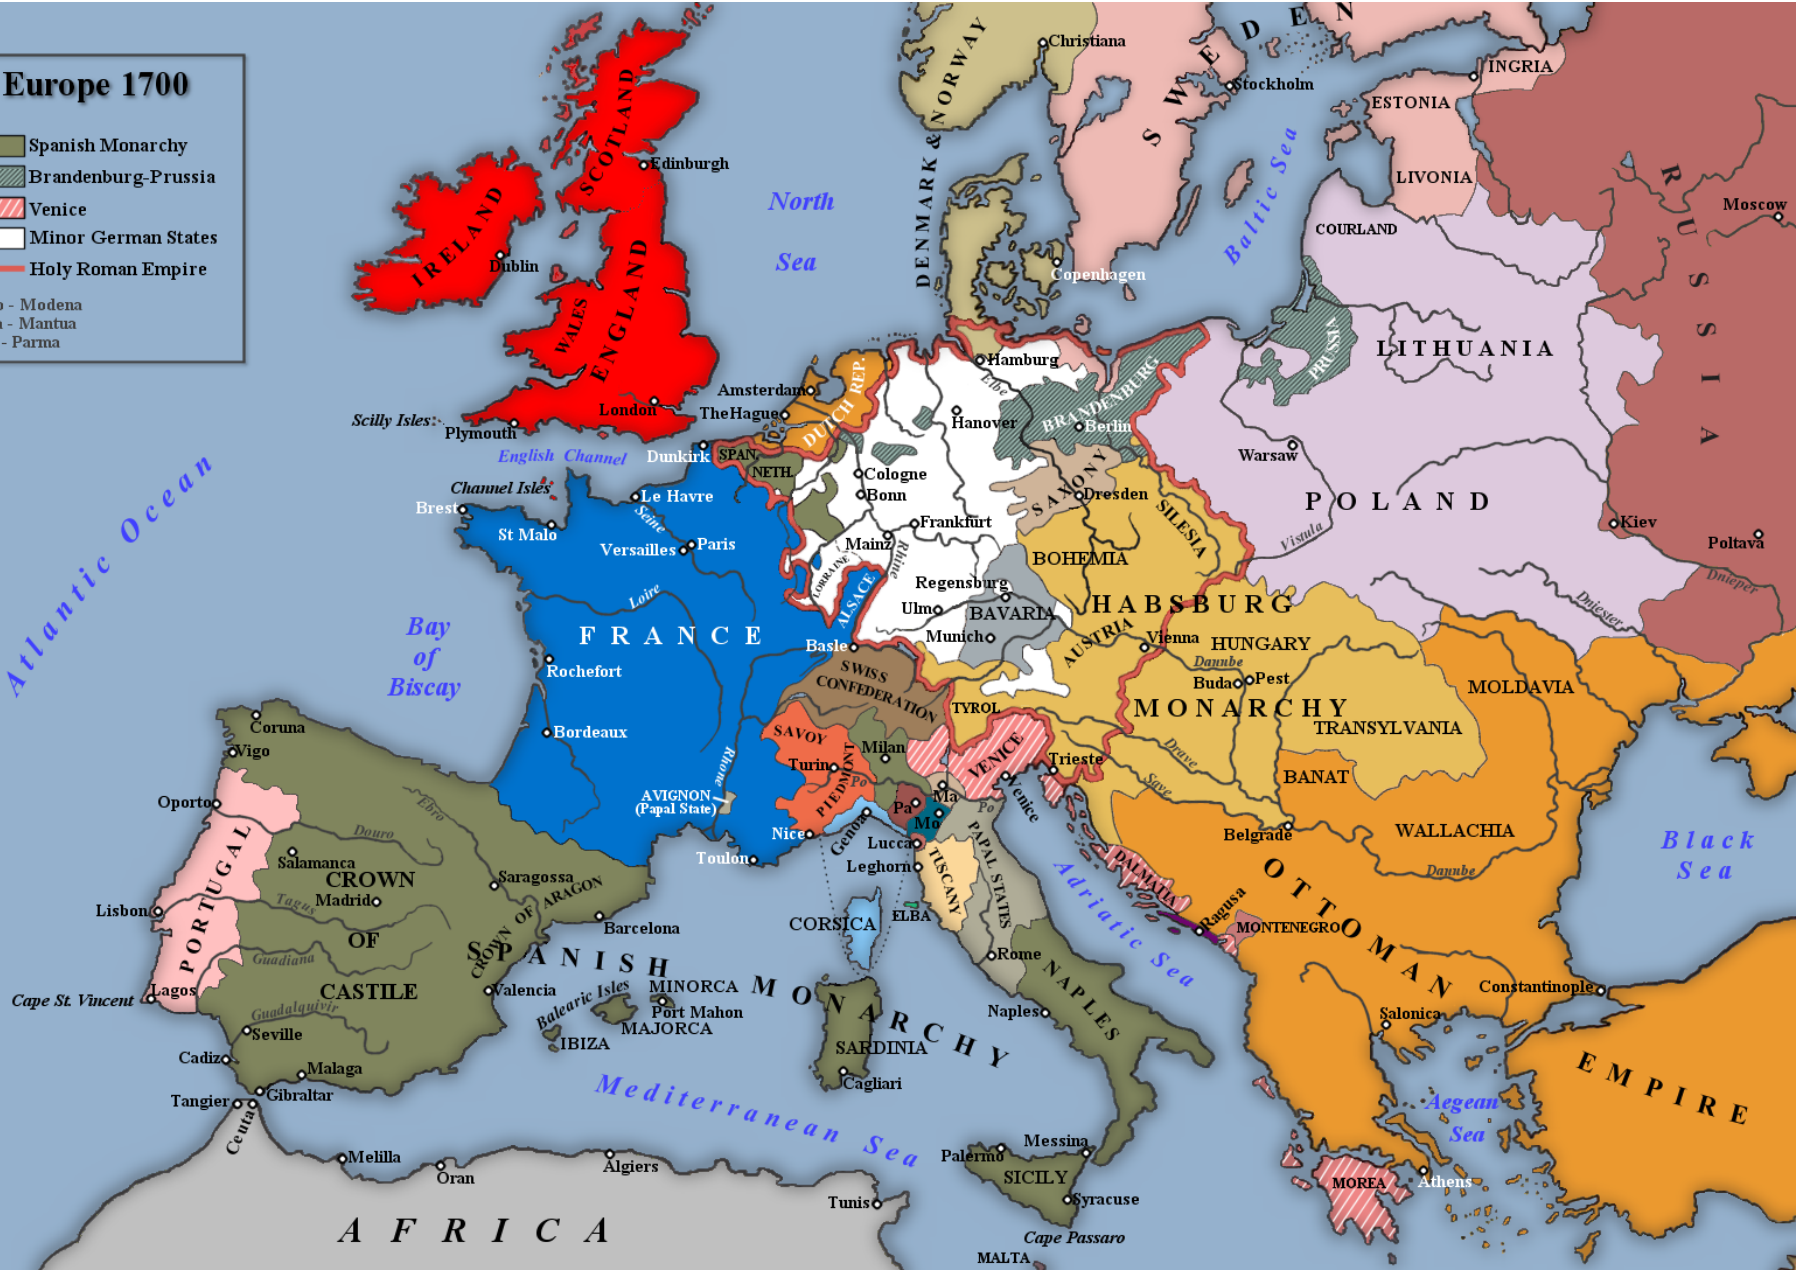 Europe 1700
Spanish Monarchy
Brandenburg-Prussia
Venice
Minor German States
Holy Roman Empire
- Modena
- Mantua
- Parma
SCOTLAND
Edinburgh
IRELAND
Dublin
WALES
ENGLAND
London
Plymouth
Scilly Isles
English Channel
Channel Isles
North
Sea
DENMARK & NORWAY
Christiana
SWEDEN
Stockholm
Copenhagen
Baltic Sea
INGRIA
ESTONIA
LIVONIA
COURLAND
RUSSIA
Moscow
LITHUANIA
PRUSSIA
POLAND
Warsaw
Vistula
Kiev
Poltava
Dnieper
Dniester
Amsterdam
The Hague
DUTCH REP.
SPAN.
NETH.
Dunkirk
Hamburg
Elbe
Hanover
BRANDENBURG
Berlin
Cologne
Bonn
SAXONY
Dresden
SILESIA
Frankfurt
Mainz
Rhine
LORRAINE
ALSACE
BOHEMIA
Regensburg
Ulm
BAVARIA
Munich
HABSBURG
MONARCHY
AUSTRIA
Vienna
HUNGARY
Danube
Buda
Pest
TRANSYLVANIA
TYROL
Drave
Save
BANAT
Belgrade
MOLDAVIA
WALLACHIA
Danube
Black
Sea
Atlantic Ocean
Bay
of
Biscay
Brest
St Malo
Le Havre
Seine
Versailles
Paris
Loire
FRANCE
Rochefort
Bordeaux
Rhone
AVIGNON
(Papal State)
Toulon
Nice
Basle
SWISS
CONFEDERATION
SAVOY
Turin
PIEDMONT
Milan
Po
Genoa
Pa
Ma
Mo
VENICE
Venice
Trieste
Po
Lucca
Leghorn
TUSCANY
PAPAL STATES
ELBA
CORSICA
Rome
NAPLES
Naples
Adriatic Sea
DALMATIA
Ragusa
MONTENEGRO
OTTOMAN
EMPIRE
Constantinople
Salonica
Aegean
Sea
Athens
MOREA
Coruna
Vigo
Oporto
PORTUGAL
Lisbon
Lagos
Cape St. Vincent
Douro
Ebro
Salamanca
Madrid
Tagus
CROWN
OF
CASTILE
Guadiana
Guadalquivir
Seville
Cadiz
Malaga
Gibraltar
Tangier
Ceuta
Saragossa
CROWN OF ARAGON
Barcelona
Valencia
SPANISH MONARCHY
Balearic Isles
MINORCA
Port Mahon
MAJORCA
IBIZA
SARDINIA
Cagliari
Mediterranean Sea
Melilla
Oran
Algiers
Tunis
AFRICA
Palermo
Messina
SICILY
Syracuse
Cape Passaro
MALTA